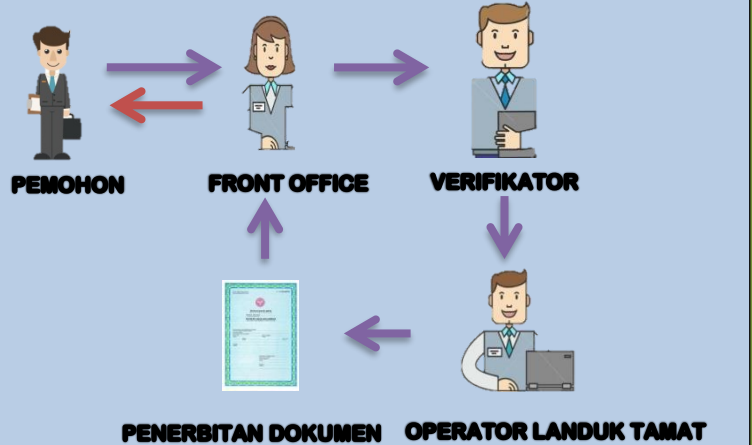 PEMOHON
FRONT OFFICE
VERIFIKATOR
PENERBITAN DOKUMEN
OPERATOR LANDUK TAMAT